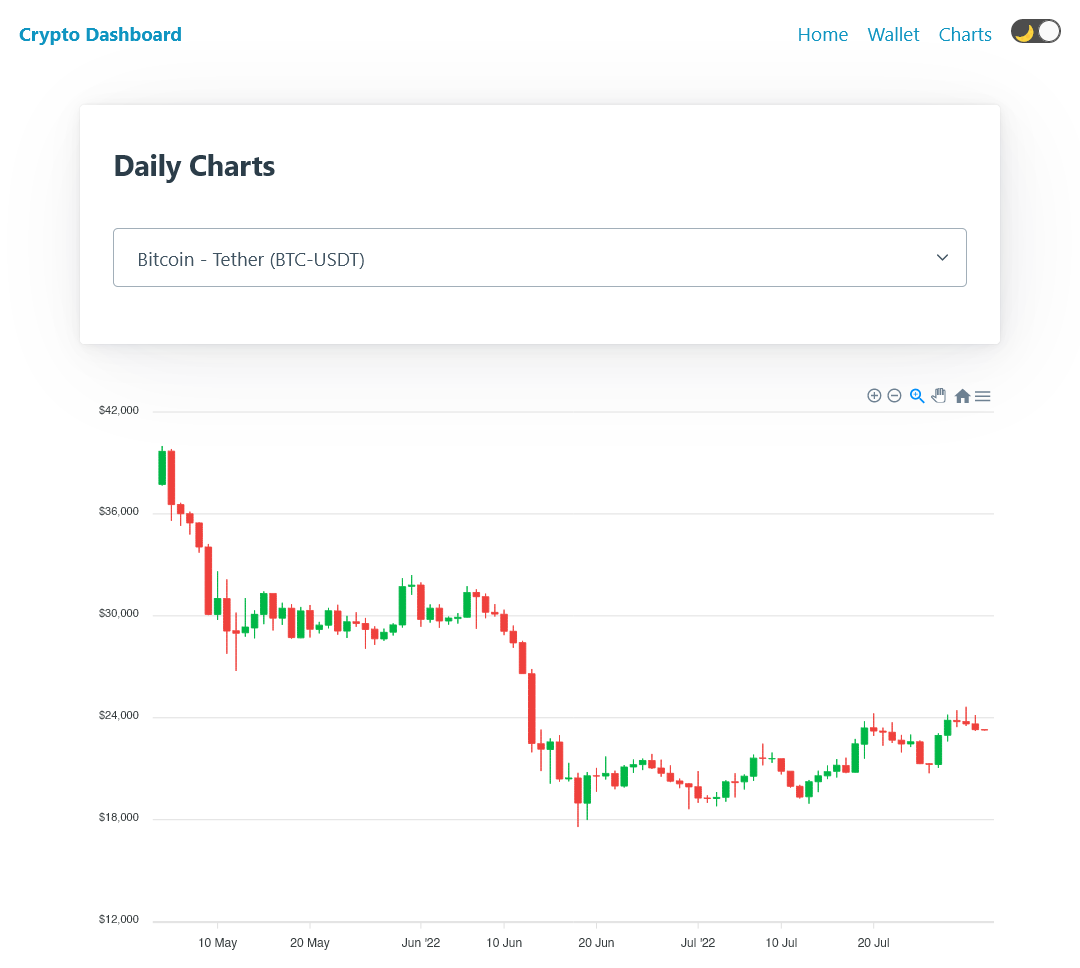 Crypto Dashboard
Home Wallet Charts
Daily Charts
Bitcoin - Tether (BTC-USDT)
$42,000
$36,000
$30,000
$24,000
$18,000
$12,000
10 May 20 May Jun '22 10 Jun 20 Jun Jul '22 10 Jul 20 Jul